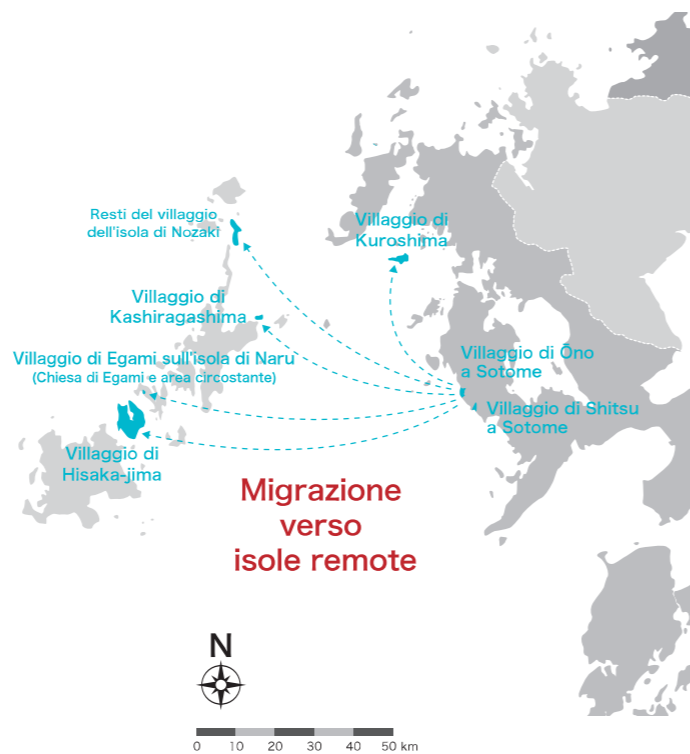 Resti del villaggio
dell'isola di Nozaki
Villaggio di
Kuroshima
Villaggio di
Kashiragashima
Villaggio di Egami sull'isola di Naru
(Chiesa di Egami e area circostante)
Villaggio di Ōno
a Sotome
Villaggio di Shitsu
a Sotome
Villaggio di
Hisaka-jima
Migrazione
verso
isole remote
N
0 10 20 30 40 50 km